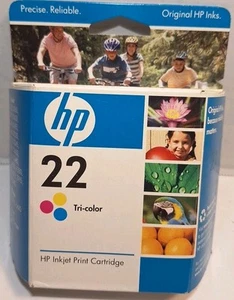 Precise. Reliable.
Original HP Inks.
hp
22
Tri-color
HP Inkjet Print Cartridge